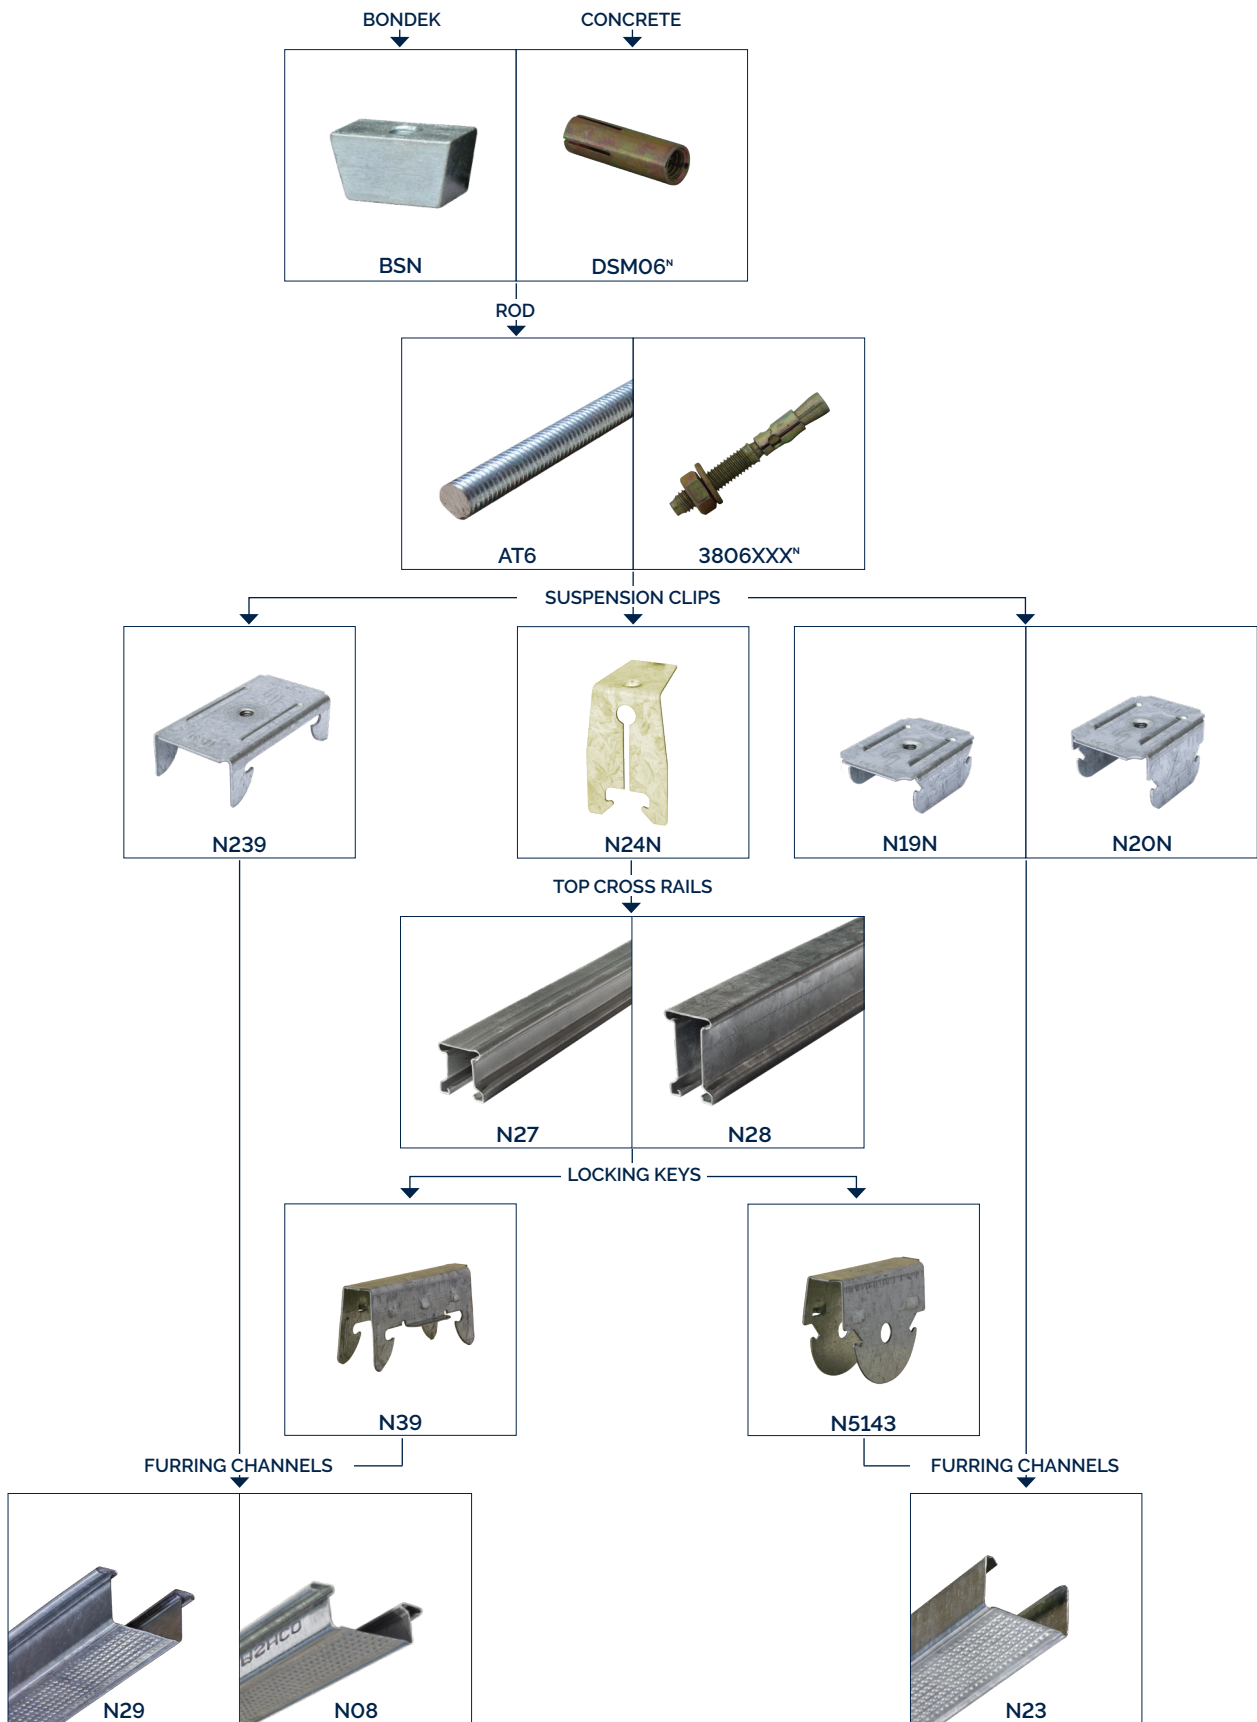 BONDEK
CONCRETE
BSN
DSM06ᴺ
ROD
AT6
3806XXXᴺ
SUSPENSION CLIPS
N239
N24N
N19N
N20N
TOP CROSS RAILS
N27
N28
LOCKING KEYS
N39
N5143
FURRING CHANNELS
FURRING CHANNELS
N29
N08
N23